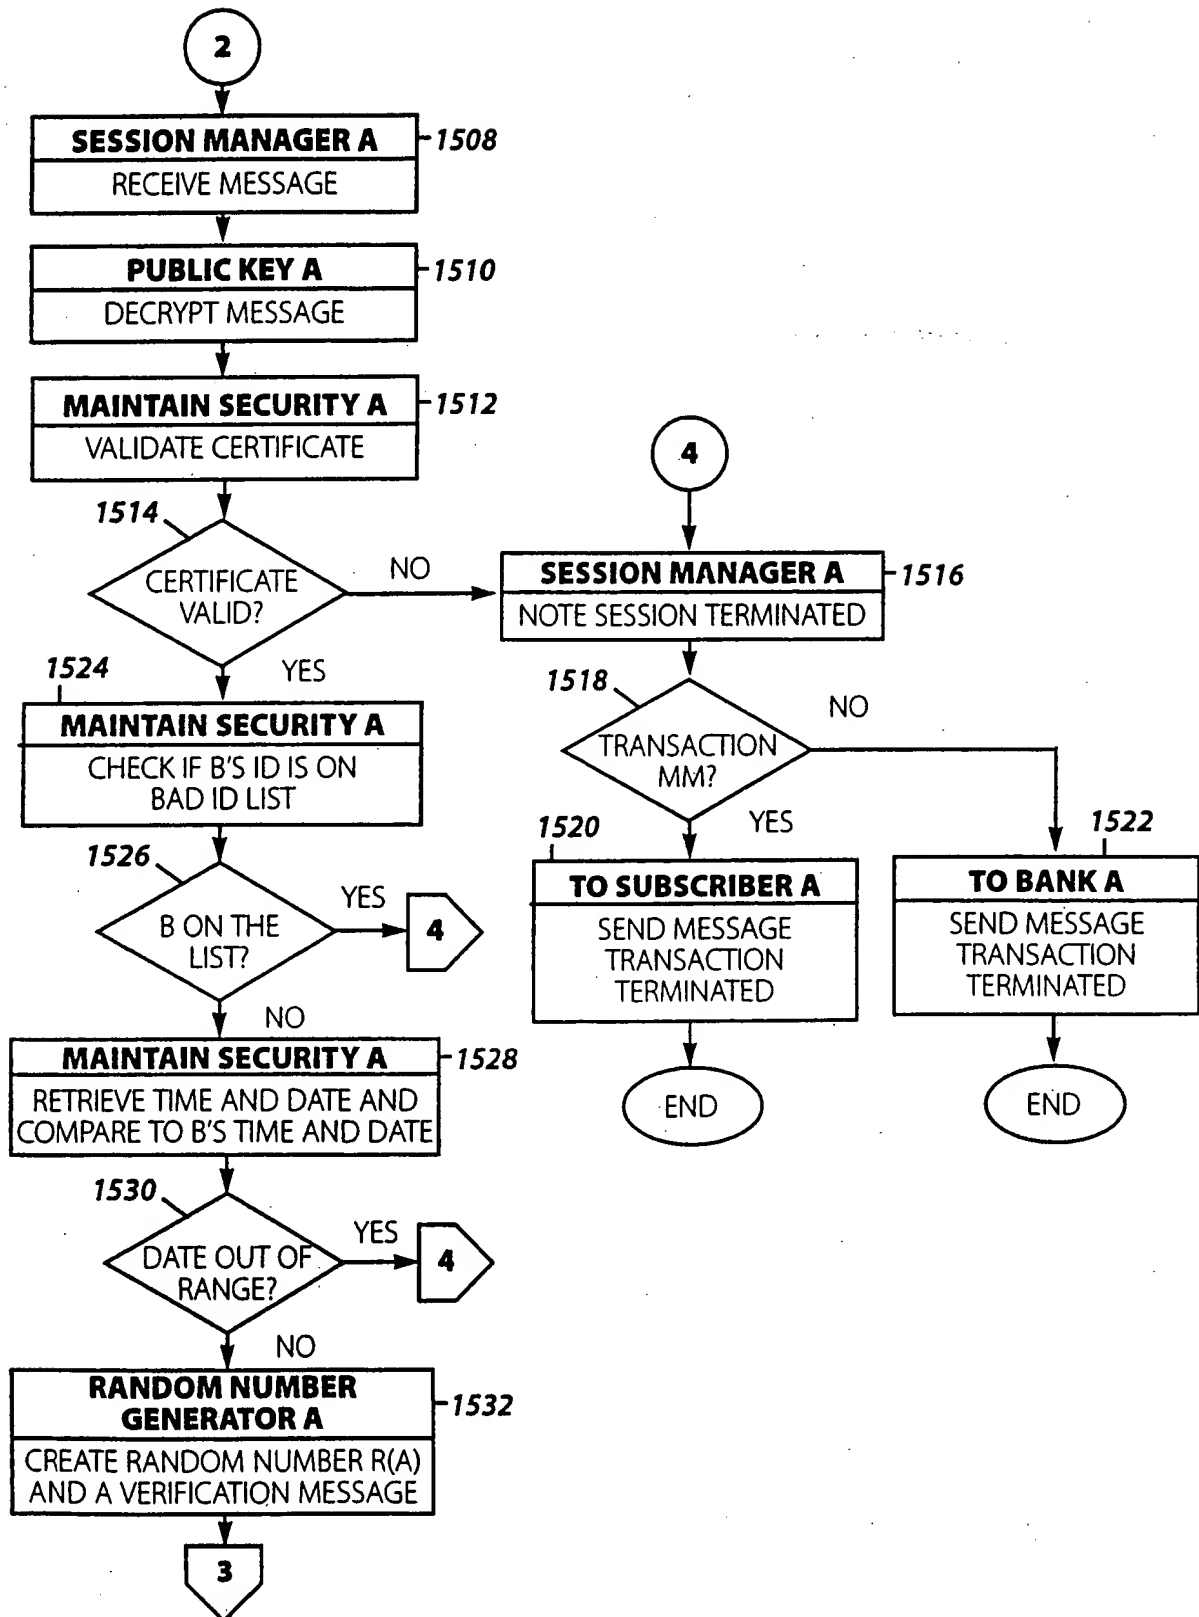 2
SESSION MANAGER A
1508
RECEIVE MESSAGE
PUBLIC KEY A
1510
DECRYPT MESSAGE
MAINTAIN SECURITY A
1512
VALIDATE CERTIFICATE
1514
CERTIFICATE
VALID?
NO
YES
4
SESSION MANAGER A
1516
NOTE SESSION TERMINATED
1518
TRANSACTION
MM?
NO
YES
1520
TO SUBSCRIBER A
SEND MESSAGE
TRANSACTION
TERMINATED
END
1522
TO BANK A
SEND MESSAGE
TRANSACTION
TERMINATED
END
1524
MAINTAIN SECURITY A
CHECK IF B'S ID IS ON
BAD ID LIST
1526
B ON THE
LIST?
YES
4
NO
MAINTAIN SECURITY A
1528
RETRIEVE TIME AND DATE AND
COMPARE TO B'S TIME AND DATE
1530
DATE OUT OF
RANGE?
YES
4
NO
RANDOM NUMBER
GENERATOR A
1532
CREATE RANDOM NUMBER R(A)
AND A VERIFICATION MESSAGE
3